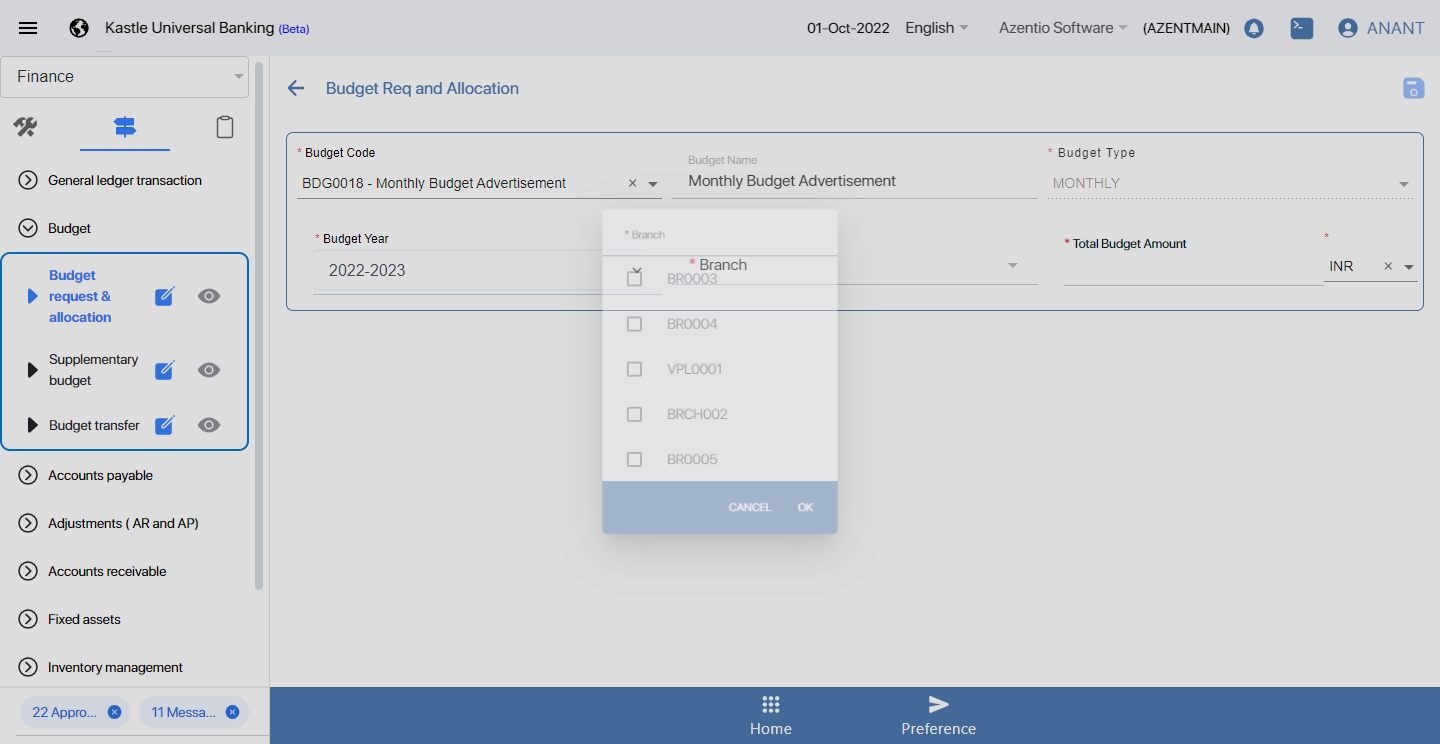 Kastle Universal Banking (Beta)
01-Oct-2022
English
Azentio Software
(AZENTMAIN)
ANANT
Finance
General ledger transaction
Budget
Budget
request &
allocation
Supplementary
budget
Budget transfer
Accounts payable
Adjustments ( AR and AP)
Accounts receivable
Fixed assets
Inventory management
22 Appro...
11 Messa...
Budget Req and Allocation
* Budget Code
BDG0018 - Monthly Budget Advertisement
Budget Name
Monthly Budget Advertisement
* Budget Type
MONTHLY
* Budget Year
2022-2023
* Branch
* Total Budget Amount
*
INR
* Branch
BR0003
BR0004
VPL0001
BRCH002
BR0005
CANCEL OK
Home
Preference